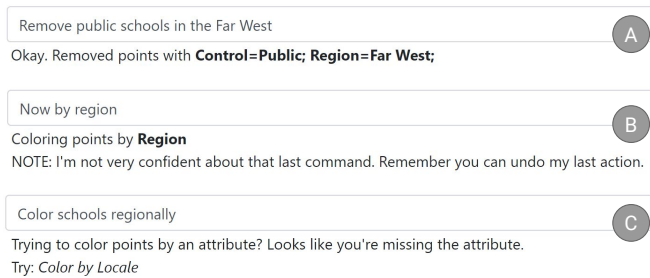 Remove public schools in the Far West
A
Okay. Removed points with Control=Public; Region=Far West;
Now by region
B
Coloring points by Region
NOTE: I'm not very confident about that last command. Remember you can undo my last action.
Color schools regionally
C
Trying to color points by an attribute? Looks like you're missing the attribute.
Try: Color by Locale